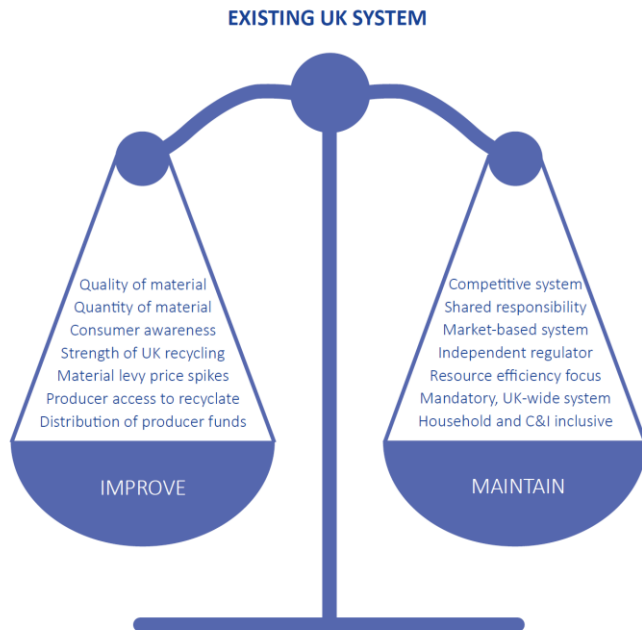 EXISTING UK SYSTEM
Quality of material
Quantity of material
Consumer awareness
Strength of UK recycling
Material levy price spikes
Producer access to recyclate
Distribution of producer funds
IMPROVE
Competitive system
Shared responsibility
Market-based system
Independent regulator
Resource efficiency focus
Mandatory, UK-wide system
Household and C&I inclusive
MAINTAIN